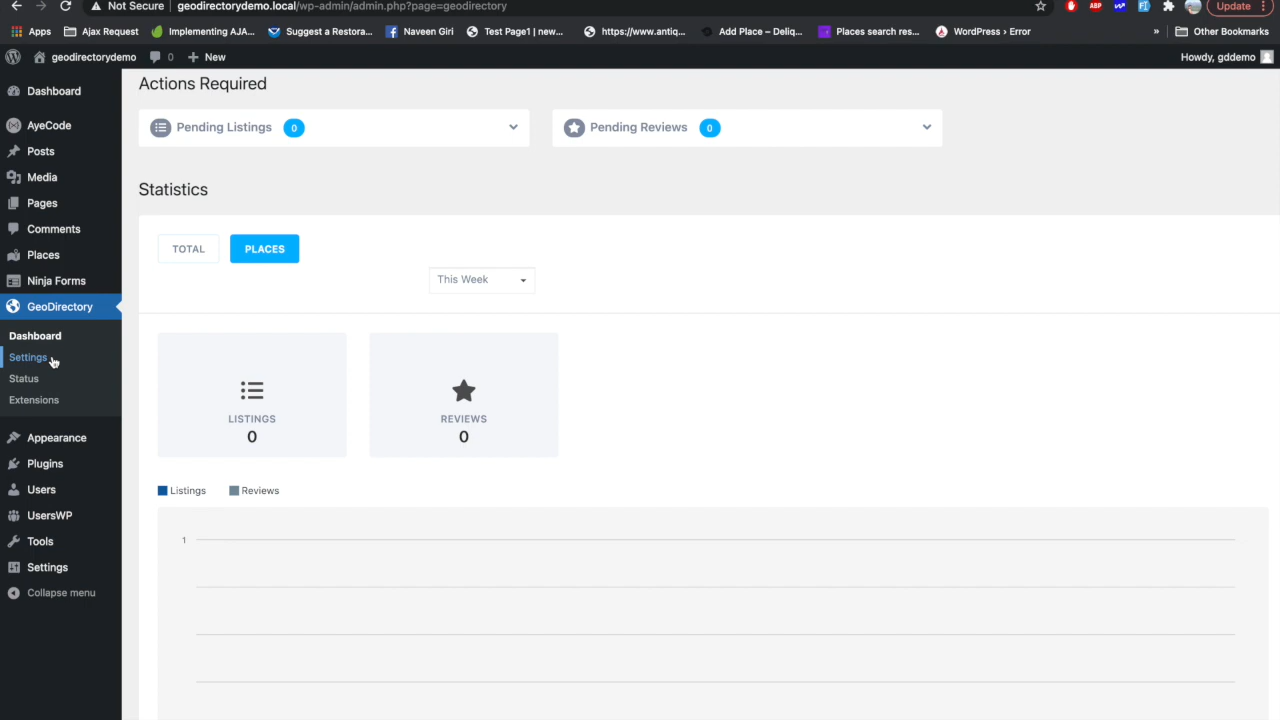 Not Secure | geodirectorydemo.local/wp-admin/admin.php?page=geodirectory
ABP
Update
Apps
Ajax Request
Implementing AJA...
Suggest a Restora...
Naveen Giri
Test Page1 | new...
https://www.antiq...
Add Place – Deliq...
Places search res...
WordPress › Error
»
Other Bookmarks
geodirectorydemo
0
New
Howdy, gddemo
Dashboard
AyeCode
Posts
Media
Pages
Comments
Places
Ninja Forms
GeoDirectory
Dashboard
Settings
Status
Extensions
Appearance
Plugins
Users
UsersWP
Tools
Settings
Collapse menu
Actions Required
Pending Listings 0
Pending Reviews 0
Statistics
TOTAL
PLACES
This Week
LISTINGS
0
REVIEWS
0
Listings
Reviews
1